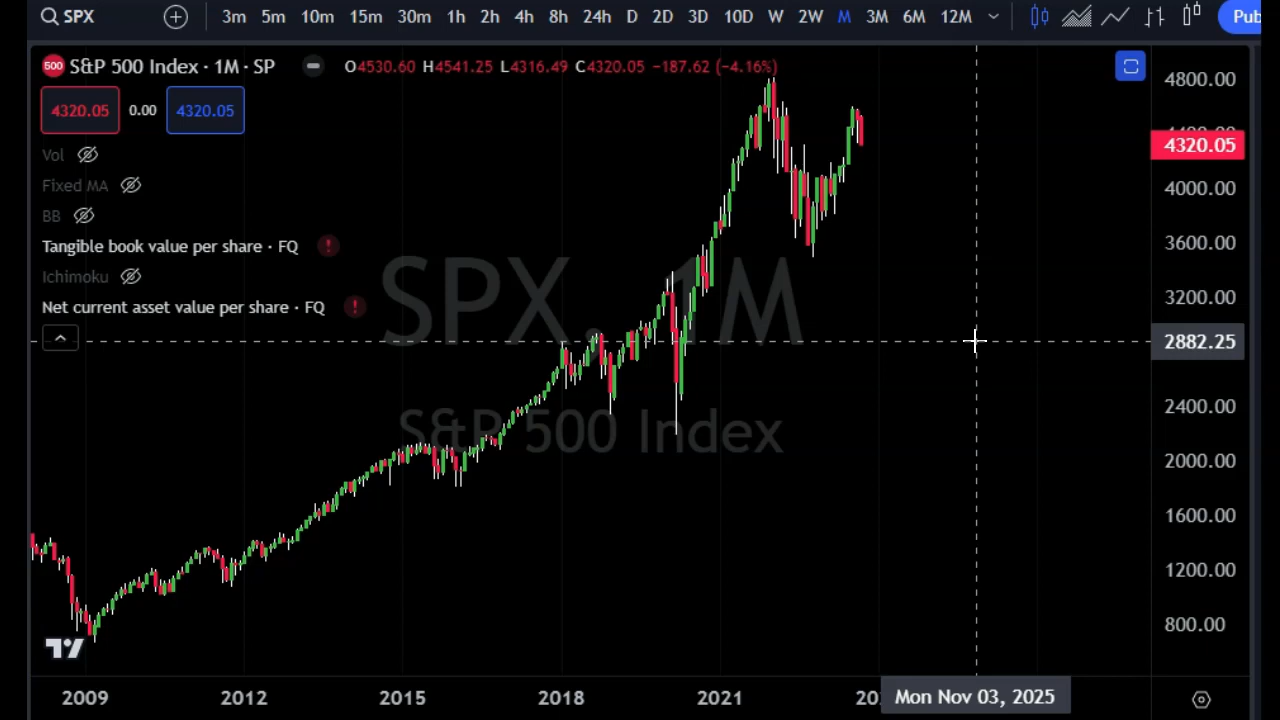 SPX 3m 5m 10m 15m 30m 1h 2h 4h 8h 24h D 2D 3D 10D W 2W M 3M 6M 12M Pub
S&P 500 Index · 1M · SP O4530.60 H4541.25 L4316.49 C4320.05 −187.62 (−4.16%)
500
4320.05 0.00 4320.05
Vol
Fixed MA
BB
Tangible book value per share · FQ !
Ichimoku
Net current asset value per share · FQ !
SPX, 1M
S&P 500 Index
4800.00
4320.05
4000.00
3600.00
3200.00
2882.25
2400.00
2000.00
1600.00
1200.00
800.00
2009 2012 2015 2018 2021 Mon Nov 03, 2025